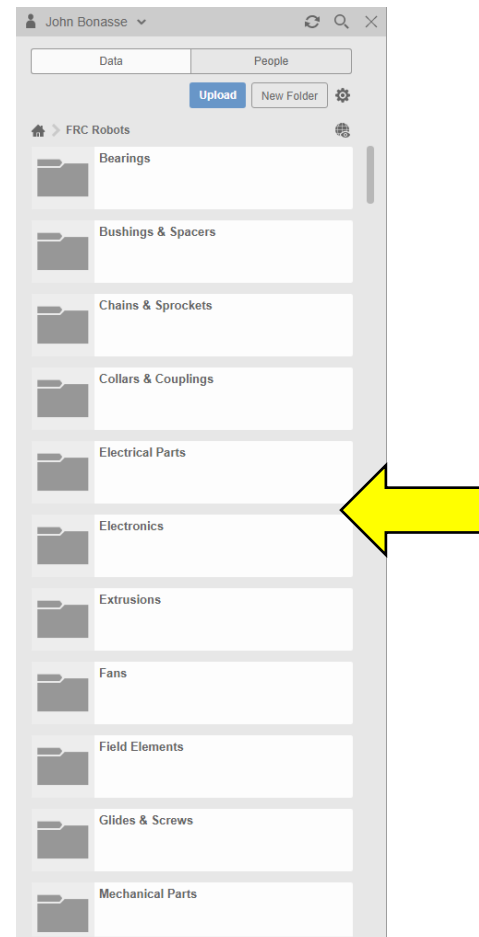 John Bonasse
Data People
Upload New Folder
FRC Robots
Bearings
Bushings & Spacers
Chains & Sprockets
Collars & Couplings
Electrical Parts
Electronics
Extrusions
Fans
Field Elements
Glides & Screws
Mechanical Parts